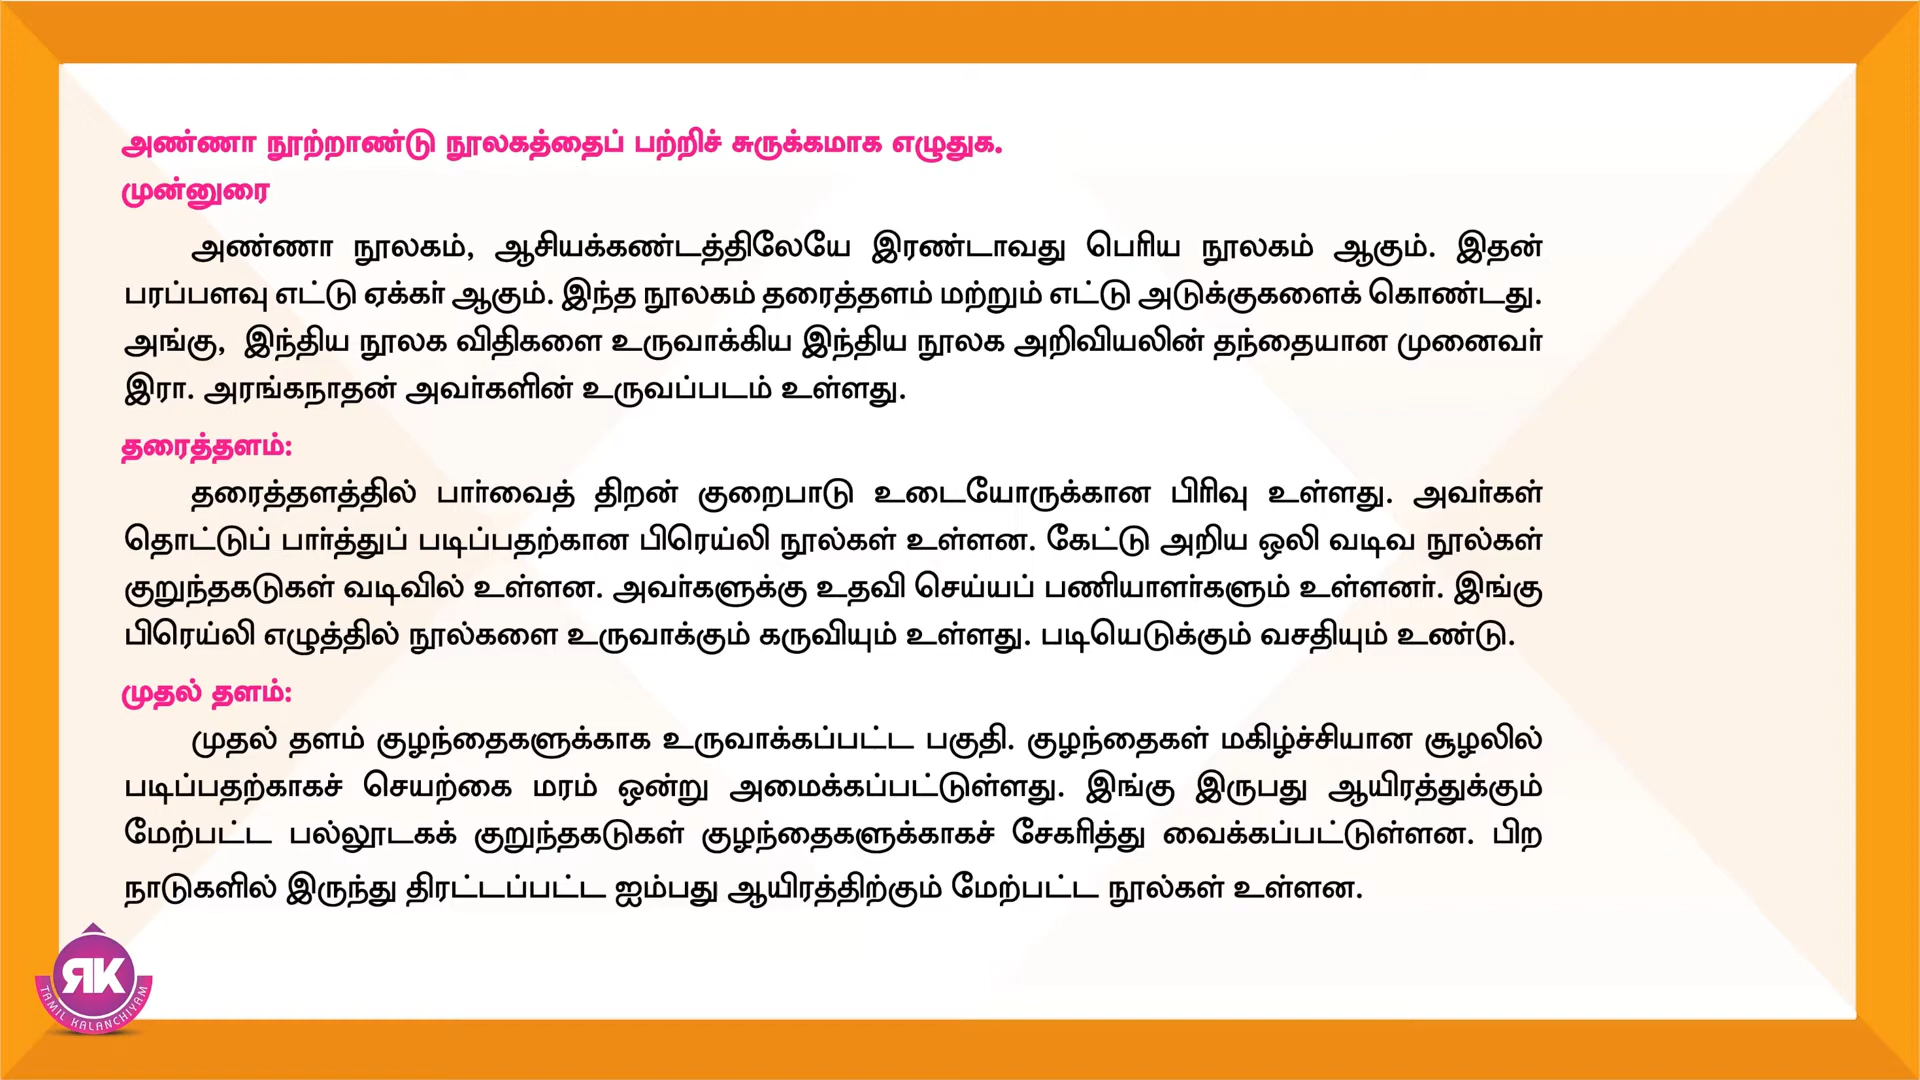 அண்ணா நூற்றாண்டு நூலகத்தைப் பற்றிச் சுருக்கமாக எழுதுக.
முன்னுரை
அண்ணா நூலகம், ஆசியக்கண்டத்திலேயே இரண்டாவது பெரிய நூலகம் ஆகும். இதன்
பரப்பளவு எட்டு ஏக்கர் ஆகும். இந்த நூலகம் தரைத்தளம் மற்றும் எட்டு அடுக்குகளைக் கொண்டது.
அங்கு, இந்திய நூலக விதிகளை உருவாக்கிய இந்திய நூலக அறிவியலின் தந்தையான முனைவர்
இரா. அரங்கநாதன் அவர்களின் உருவப்படம் உள்ளது.
தரைத்தளம்:
தரைத்தளத்தில் பார்வைத் திறன் குறைபாடு உடையோருக்கான பிரிவு உள்ளது. அவர்கள்
தொட்டுப் பார்த்துப் படிப்பதற்கான பிரெய்லி நூல்கள் உள்ளன. கேட்டு அறிய ஒலி வடிவ நூல்கள்
குறுந்தகடுகள் வடிவில் உள்ளன. அவர்களுக்கு உதவி செய்யப் பணியாளர்களும் உள்ளனர். இங்கு
பிரெய்லி எழுத்தில் நூல்களை உருவாக்கும் கருவியும் உள்ளது. படியெடுக்கும் வசதியும் உண்டு.
முதல் தளம்:
முதல் தளம் குழந்தைகளுக்காக உருவாக்கப்பட்ட பகுதி. குழந்தைகள் மகிழ்ச்சியான சூழலில்
படிப்பதற்காகச் செயற்கை மரம் ஒன்று அமைக்கப்பட்டுள்ளது. இங்கு இருபது ஆயிரத்துக்கும்
மேற்பட்ட பல்லூடகக் குறுந்தகடுகள் குழந்தைகளுக்காகச் சேகரித்து வைக்கப்பட்டுள்ளன. பிற
நாடுகளில் இருந்து திரட்டப்பட்ட ஐம்பது ஆயிரத்திற்கும் மேற்பட்ட நூல்கள் உள்ளன.
RK
TAMIL KALANCHIYAM